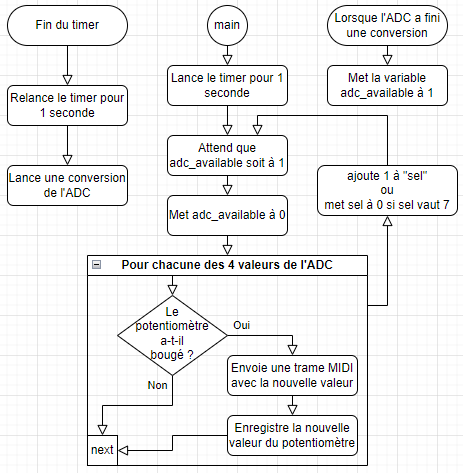 Fin du timer
Relance le timer pour
1 seconde
Lance une conversion
de l'ADC
main
Lance le timer pour 1
seconde
Attend que
adc_available soit à 1
Met adc_available à 0
Lorsque l'ADC a fini
une conversion
Met la variable
adc_available à 1
ajoute 1 à "sel"
ou
met sel à 0 si sel vaut 7
Pour chacune des 4 valeurs de l'ADC
Le
potentiomètre
a-t-il
bougé ?
Oui
Non
Envoie une trame MIDI
avec la nouvelle valeur
Enregistre la nouvelle
valeur du potentiomètre
next